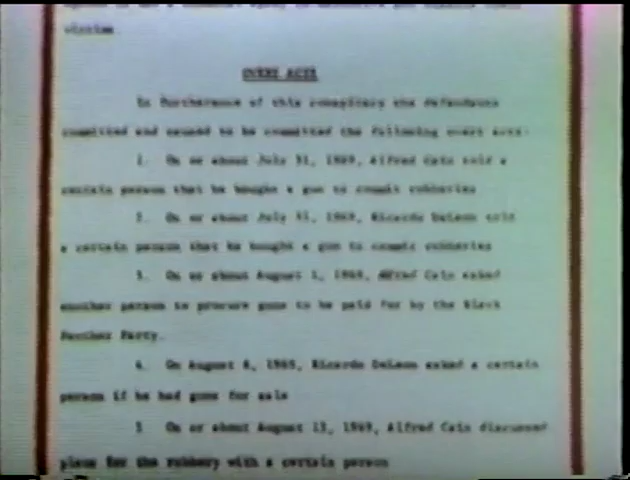 victim.
OVERT ACTS
In furtherance of this conspiracy the defendants
committed and caused to be committed the following overt acts:
1. On or about July 31, 1969, Alfred Cain told a
certain person that he bought a gun to commit robberies
2. On or about July 31, 1969, Ricardo DeLeon told
a certain person that he bought a gun to commit robberies
3. On or about August 1, 1969, Alfred Cain asked
another person to procure guns to be paid for by the Black
Panther Party.
4. On August 8, 1969, Ricardo DeLeon asked a certain
person if he had guns for sale
5 On or about August 13, 1969, Alfred Cain discussed
plans for the robbery with a certain person